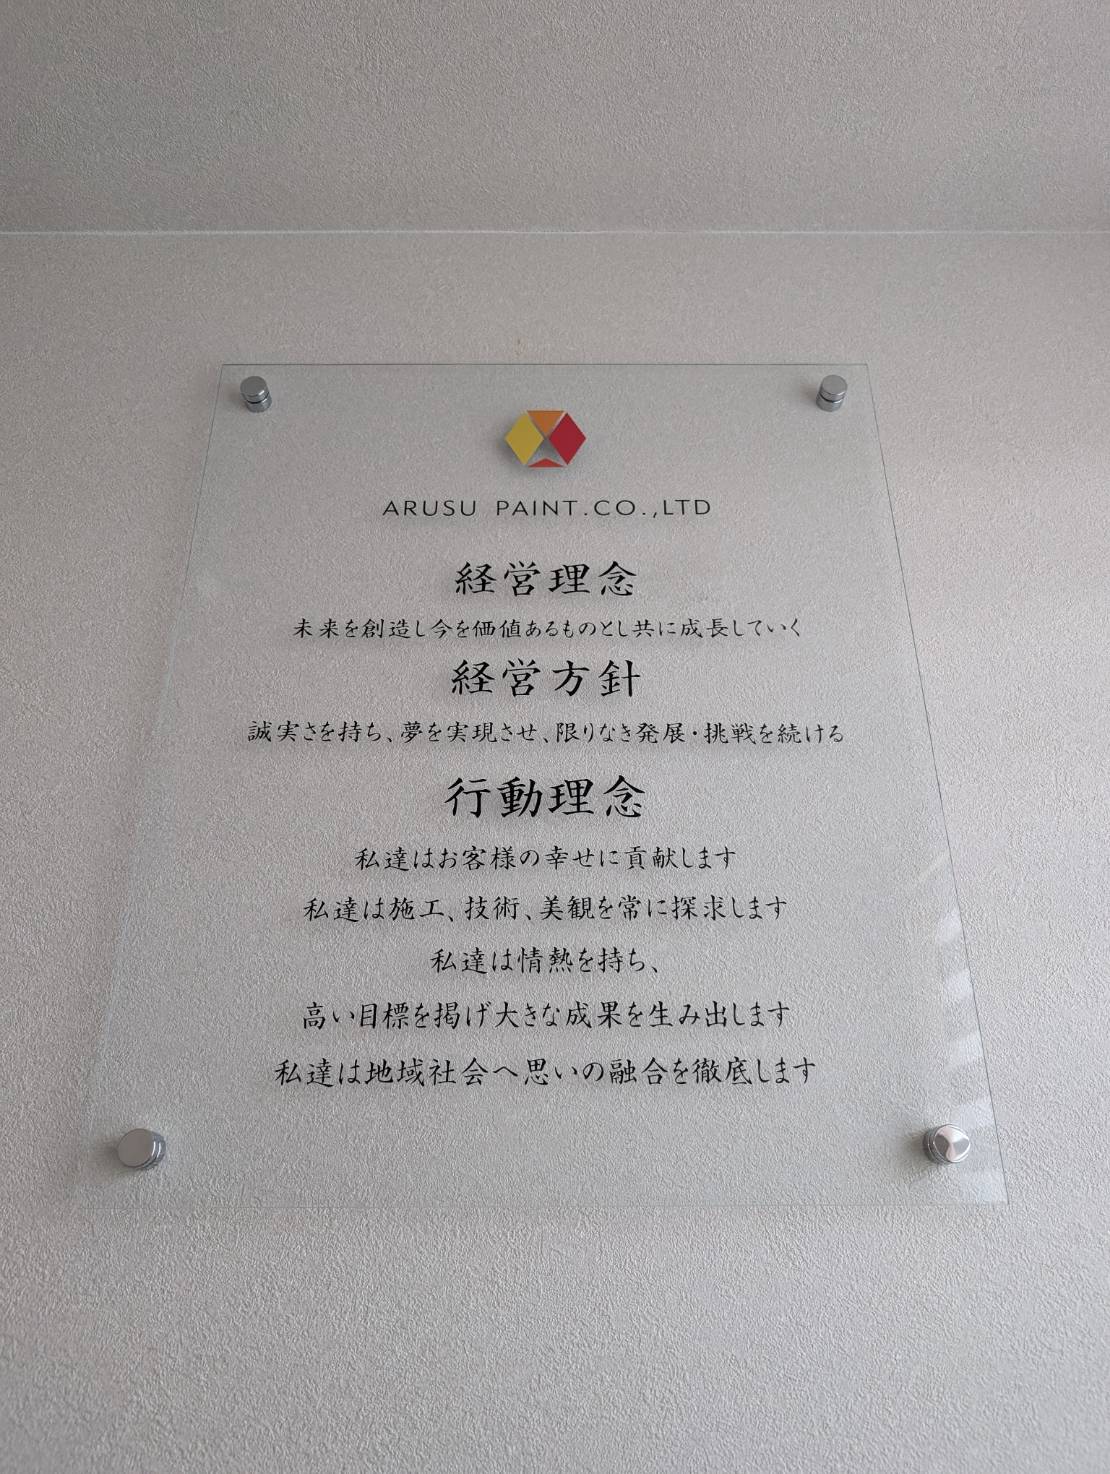 ARUSU PAINT.CO.,LTD
経営理念
未来を創造し今を価値あるものとし共に成長していく
経営方針
誠実さを持ち、夢を実現させ、限りなき発展・挑戦を続ける
行動理念
私達はお客様の幸せに貢献します
私達は施工、技術、美観を常に探求します
私達は情熱を持ち、
高い目標を掲げ大きな成果を生み出します
私達は地域社会へ思いの融合を徹底します